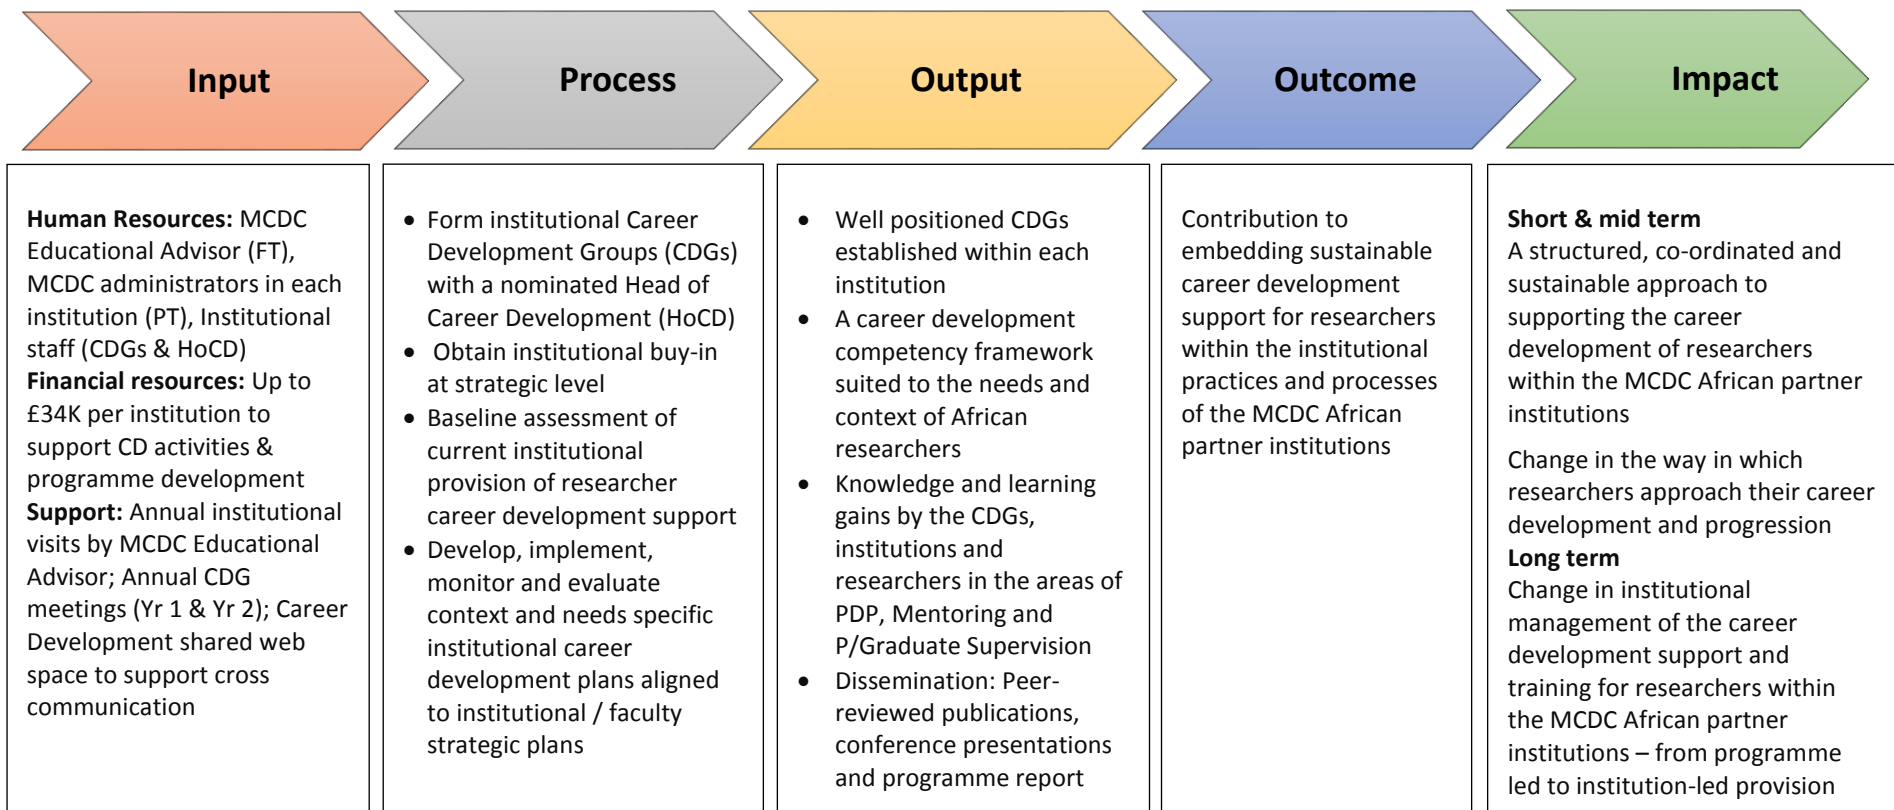 Input
Process
Output
Outcome
Impact
Human Resources: MCDC
Educational Advisor (FT),
MCDC administrators in each
institution (PT), Institutional
staff (CDGs & HoCD)
Financial resources: Up to
£34K per institution to
support CD activities &
programme development
Support: Annual institutional
visits by MCDC Educational
Advisor; Annual CDG
meetings (Yr 1 & Yr 2); Career
Development shared web
space to support cross
communication
• Form institutional Career
Development Groups (CDGs)
with a nominated Head of
Career Development (HoCD)
• Obtain institutional buy-in
at strategic level
• Baseline assessment of
current institutional
provision of researcher
career development support
• Develop, implement,
monitor and evaluate
context and needs specific
institutional career
development plans aligned
to institutional / faculty
strategic plans
• Well positioned CDGs
established within each
institution
• A career development
competency framework
suited to the needs and
context of African
researchers
• Knowledge and learning
gains by the CDGs,
institutions and
researchers in the areas of
PDP, Mentoring and
P/Graduate Supervision
• Dissemination: Peer-
reviewed publications,
conference presentations
and programme report
Contribution to
embedding sustainable
career development
support for researchers
within the institutional
practices and processes
of the MCDC African
partner institutions
Short & mid term
A structured, co-ordinated and
sustainable approach to
supporting the career
development of researchers
within the MCDC African partner
institutions
Change in the way in which
researchers approach their career
development and progression
Long term
Change in institutional
management of the career
development support and
training for researchers within
the MCDC African partner
institutions – from programme
led to institution-led provision